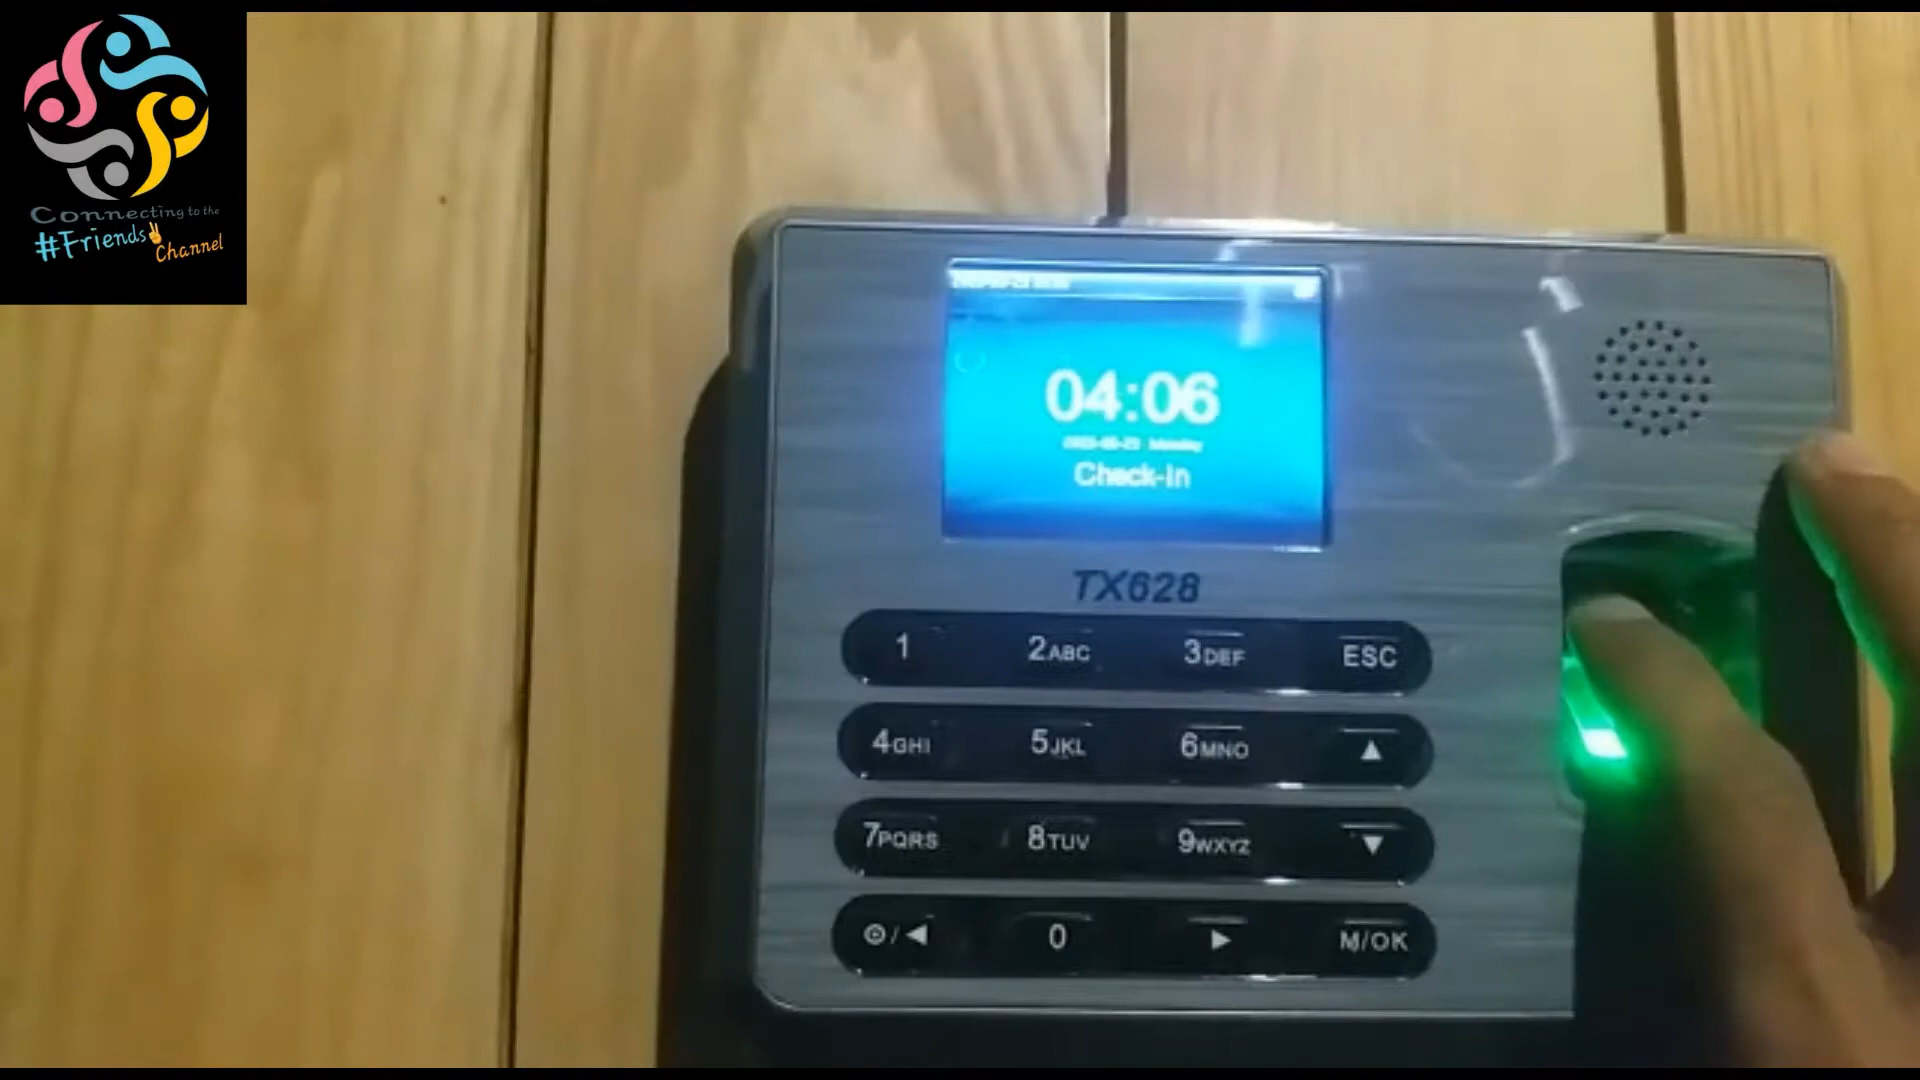 Connecting to the
#Friends
Channel
04:06
Monday
Check-In
TX628
1 2ABC 3DEF ESC
4GHI 5JKL 6MNO ▲
7PQRS 8TUV 9WXYZ ▼
/◀ 0 ▶ M/OK